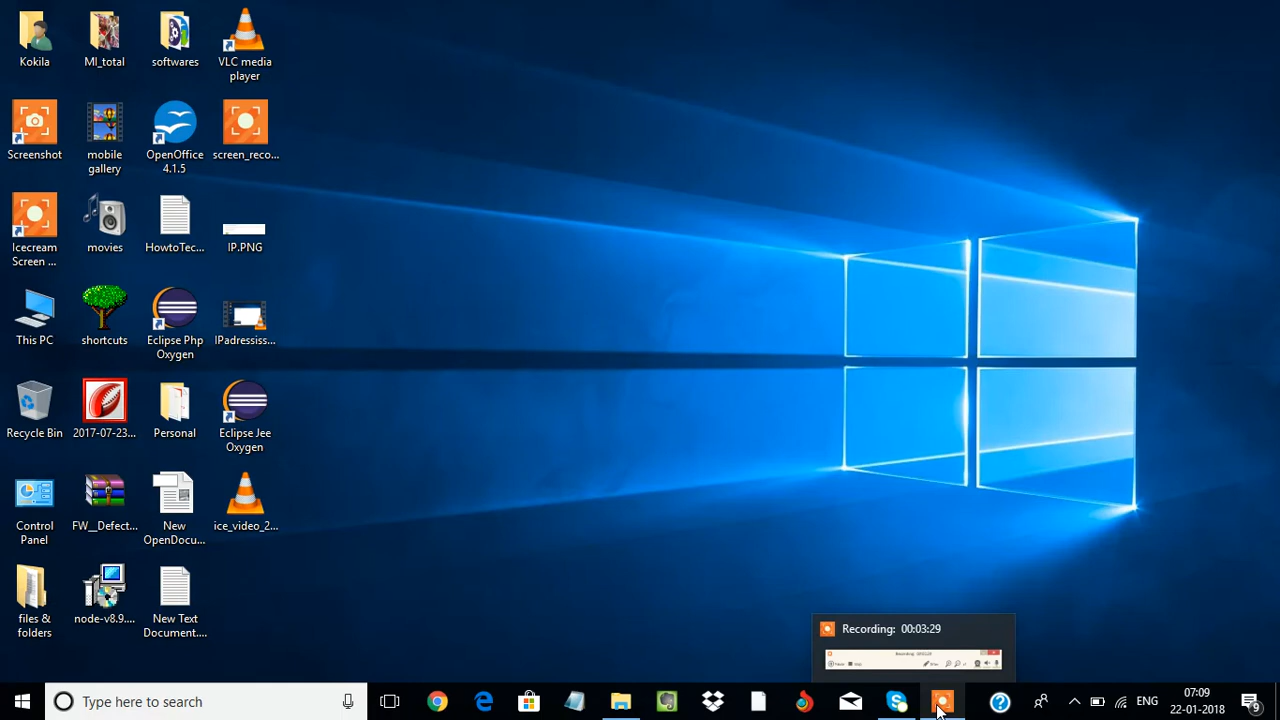 Kokila
MI_total
softwares
VLC media
player
Screenshot
mobile
gallery
OpenOffice
4.1.5
screen_reco...
Icecream
Screen ...
movies
HowtoTec...
IP.PNG
This PC
shortcuts
Eclipse Php
Oxygen
IPadressiss...
Recycle Bin
2017-07-23...
Personal
Eclipse Jee
Oxygen
Control
Panel
FW__Defect...
New
OpenDocu...
ice_video_2...
files &
folders
node-v8.9....
New Text
Document....
Recording: 00:03:29
Type here to search
ENG
07:09
22-01-2018
9